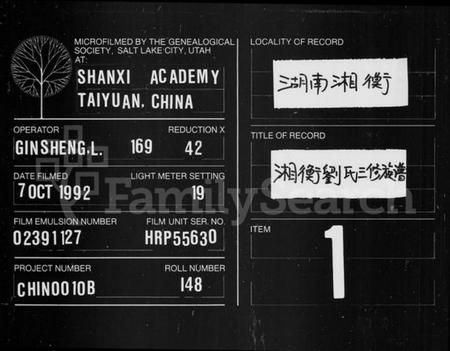 MICROFILMED BY THE GENEALOGICAL
SOCIETY, SALT LAKE CITY, UTAH
AT:
SHANXI ACADEMY
TAIYUAN. CHINA
OPERATOR REDUCTION X
GINSHENG.L. 169 42
DATE FILMED LIGHT METER SETTING
7 OCT 1992 19
FILM EMULSION NUMBER FILM UNIT SER. NO.
02391127 HRP55630
PROJECT NUMBER ROLL NUMBER
CHIN0010B 148
LOCALITY OF RECORD
湖南湘衡
TITLE OF RECORD
湘衡劉氏三修族譜
ITEM
1
FamilySearch